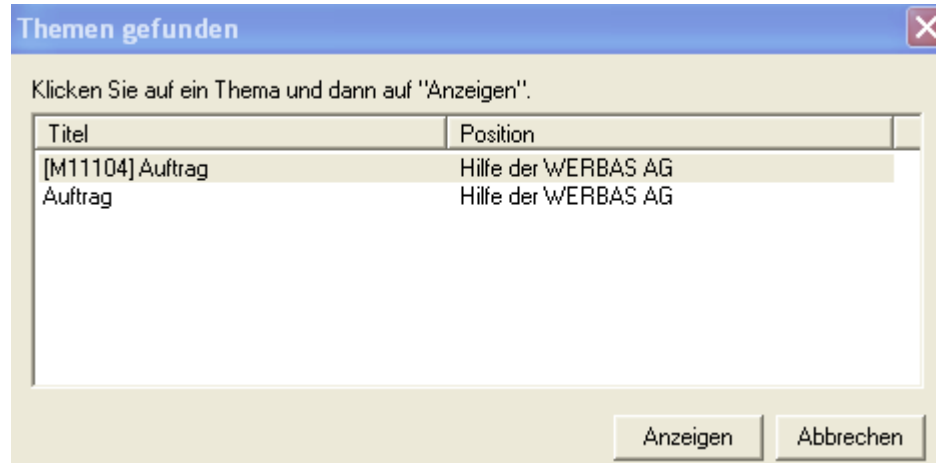 Themen gefunden
Klicken Sie auf ein Thema und dann auf "Anzeigen".
Titel Position
[M11104] Auftrag Hilfe der WERBAS AG
Auftrag Hilfe der WERBAS AG
Anzeigen Abbrechen